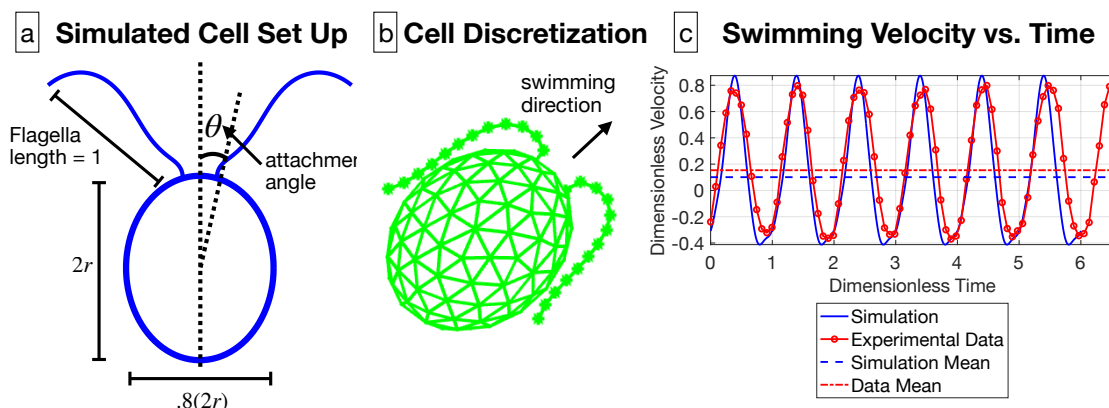 a Simulated Cell Set Up
Flagella
length = 1
θ
attachment
angle
2r
.8(2r)
b Cell Discretization
swimming
direction
c Swimming Velocity vs. Time
Dimensionless Velocity
0.8
0.6
0.4
0.2
0
-0.2
-0.4
0 1 2 3 4 5 6
Dimensionless Time
Simulation
Experimental Data
Simulation Mean
Data Mean